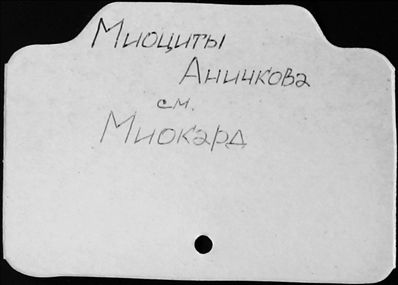 Миоциты
Аничкова
см.
Миокард